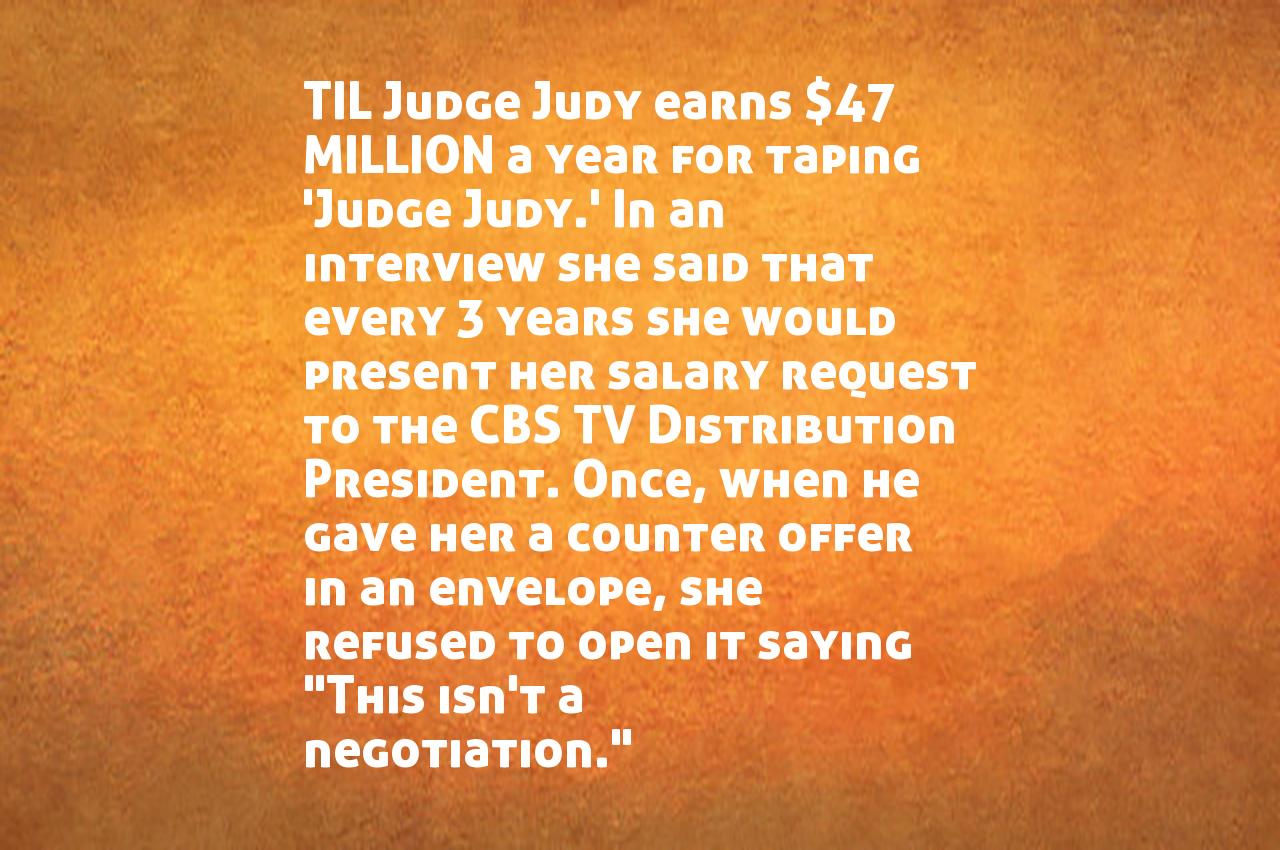 TIL Judge Judy earns $47
MILLION a year for taping
'Judge Judy.' In an
interview she said that
every 3 years she would
present her salary request
to the CBS TV Distribution
President. Once, when he
gave her a counter offer
in an envelope, she
refused to open it saying
"This isn't a
negotiation."